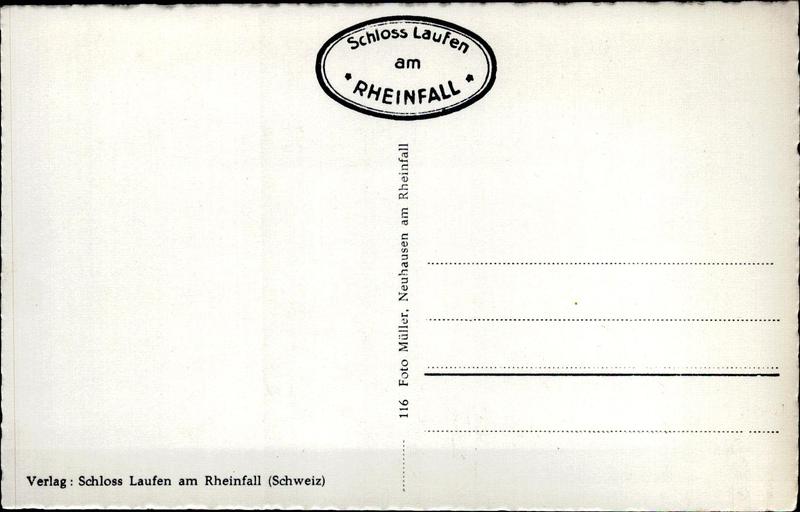 Schloss Laufen
am
* RHEINFALL *
116 Foto Müller, Neuhausen am Rheinfall
Verlag: Schloss Laufen am Rheinfall (Schweiz)